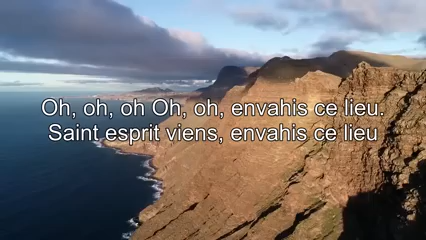 Oh, oh, oh Oh, oh, envahis ce lieu.
Saint esprit viens, envahis ce lieu